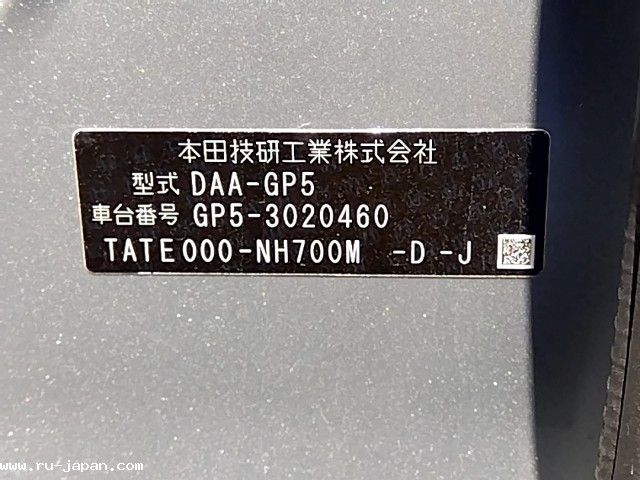 本田技研工業株式会社
型式 DAA-GP5
車台番号 GP5-3020460
TATE000-NH700M -D -J
www.ru-japan.com